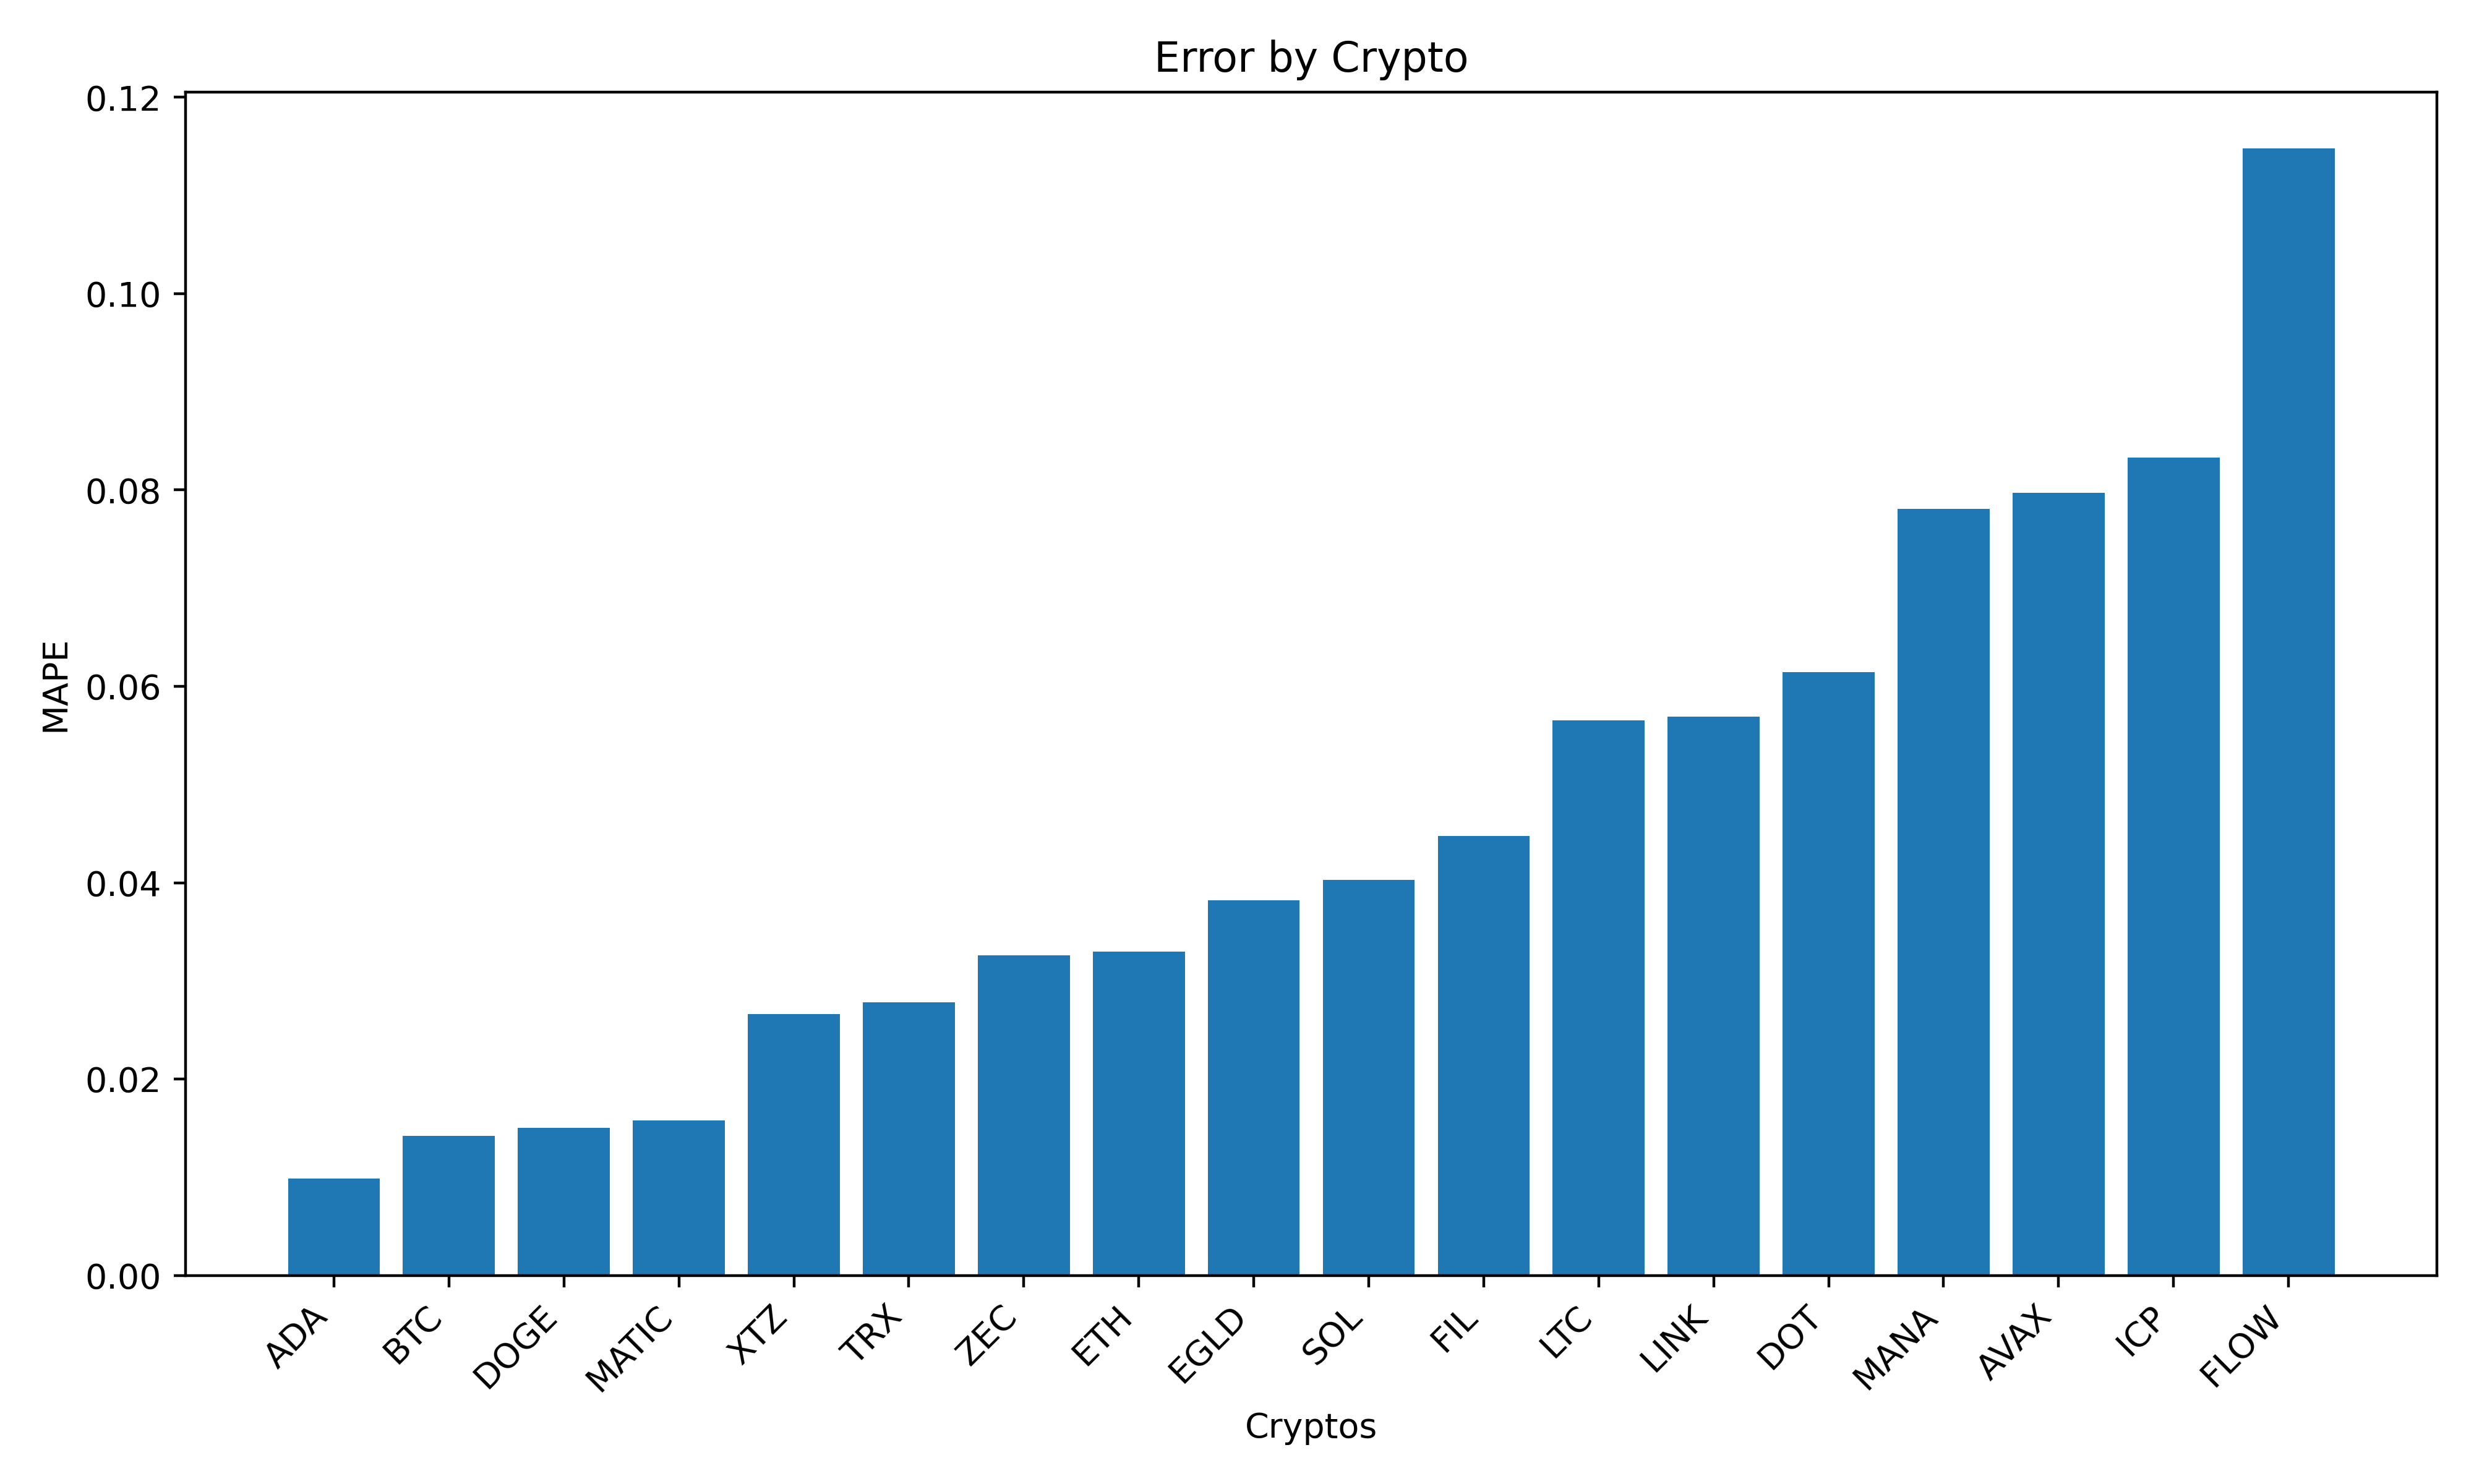 Error by Crypto
0.12
0.10
0.08
0.06
0.04
0.02
0.00
MAPE
ADA
BTC
DOGE
MATIC
XTZ
TRX
ZEC
ETH
EGLD
SOL
FIL
LTC
LINK
DOT
MANA
AVAX
ICP
FLOW
Cryptos